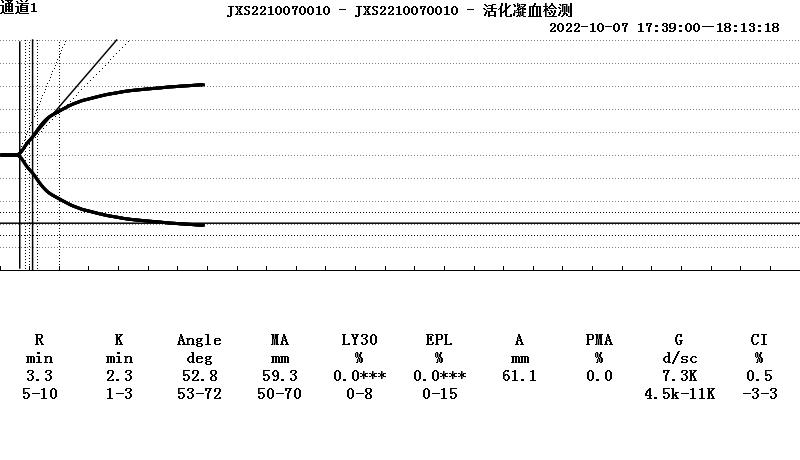 通道1
JXS2210070010 - JXS2210070010 - 活化凝血检测
2022-10-07 17:39:00--18:13:18
R K Angle MA LY30 EPL A PMA G CI
min min deg mm % % mm % d/sc %
3.3 2.3 52.8 59.3 0.0*** 0.0*** 61.1 0.0 7.3K 0.5
5-10 1-3 53-72 50-70 0-8 0-15 4.5k-11K -3-3